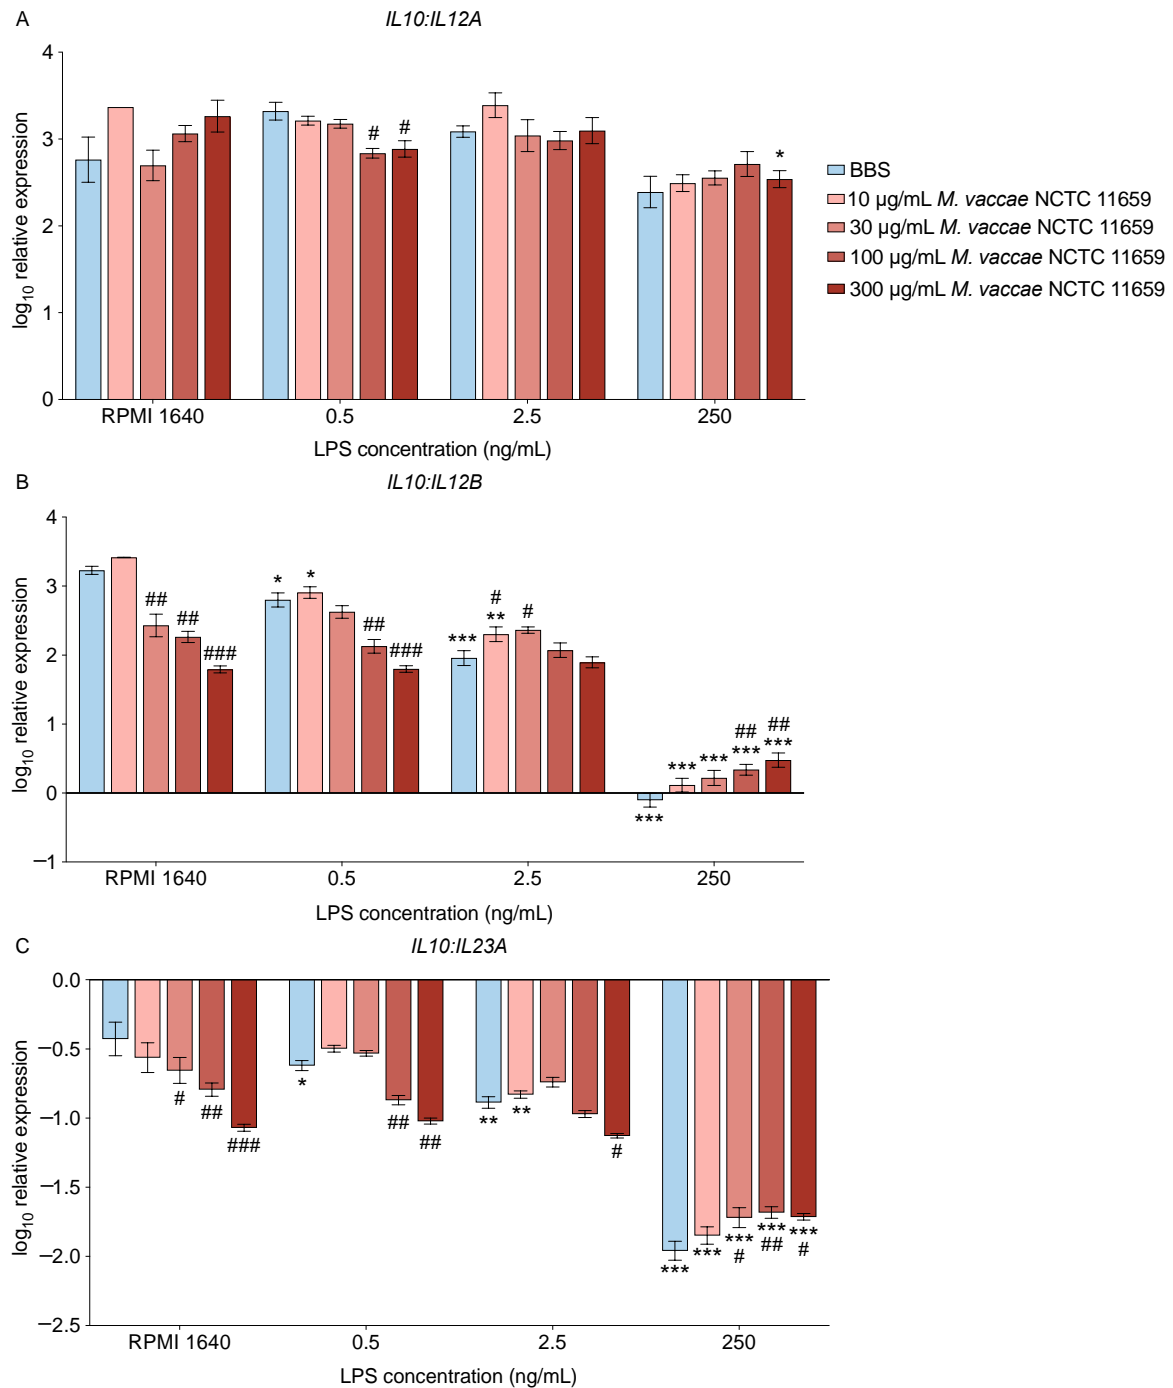 A
IL10:IL12A
log10 relative expression
4
3
2
1
0
# # *
RPMI 1640 0.5 2.5 250
LPS concentration (ng/mL)
BBS
10 µg/mL M. vaccae NCTC 11659
30 µg/mL M. vaccae NCTC 11659
100 µg/mL M. vaccae NCTC 11659
300 µg/mL M. vaccae NCTC 11659
B
IL10:IL12B
log10 relative expression
4
3
2
1
0
−1
## ## ###
* * ## ###
*** # ** #
*** *** *** ## *** ## ***
RPMI 1640 0.5 2.5 250
LPS concentration (ng/mL)
C
IL10:IL23A
log10 relative expression
0.0
−0.5
−1.0
−1.5
−2.0
−2.5
# ## ###
* ## ##
** ** #
*** *** *** # *** ## *** #
RPMI 1640 0.5 2.5 250
LPS concentration (ng/mL)